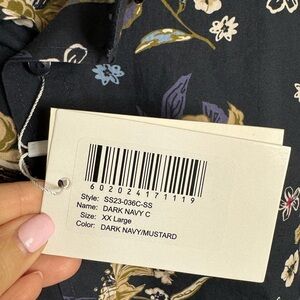 602024171119
Style: SS23-036C-SS
Name: DARK NAVY C
Size: XX Large
Color: DARK NAVY/MUSTARD